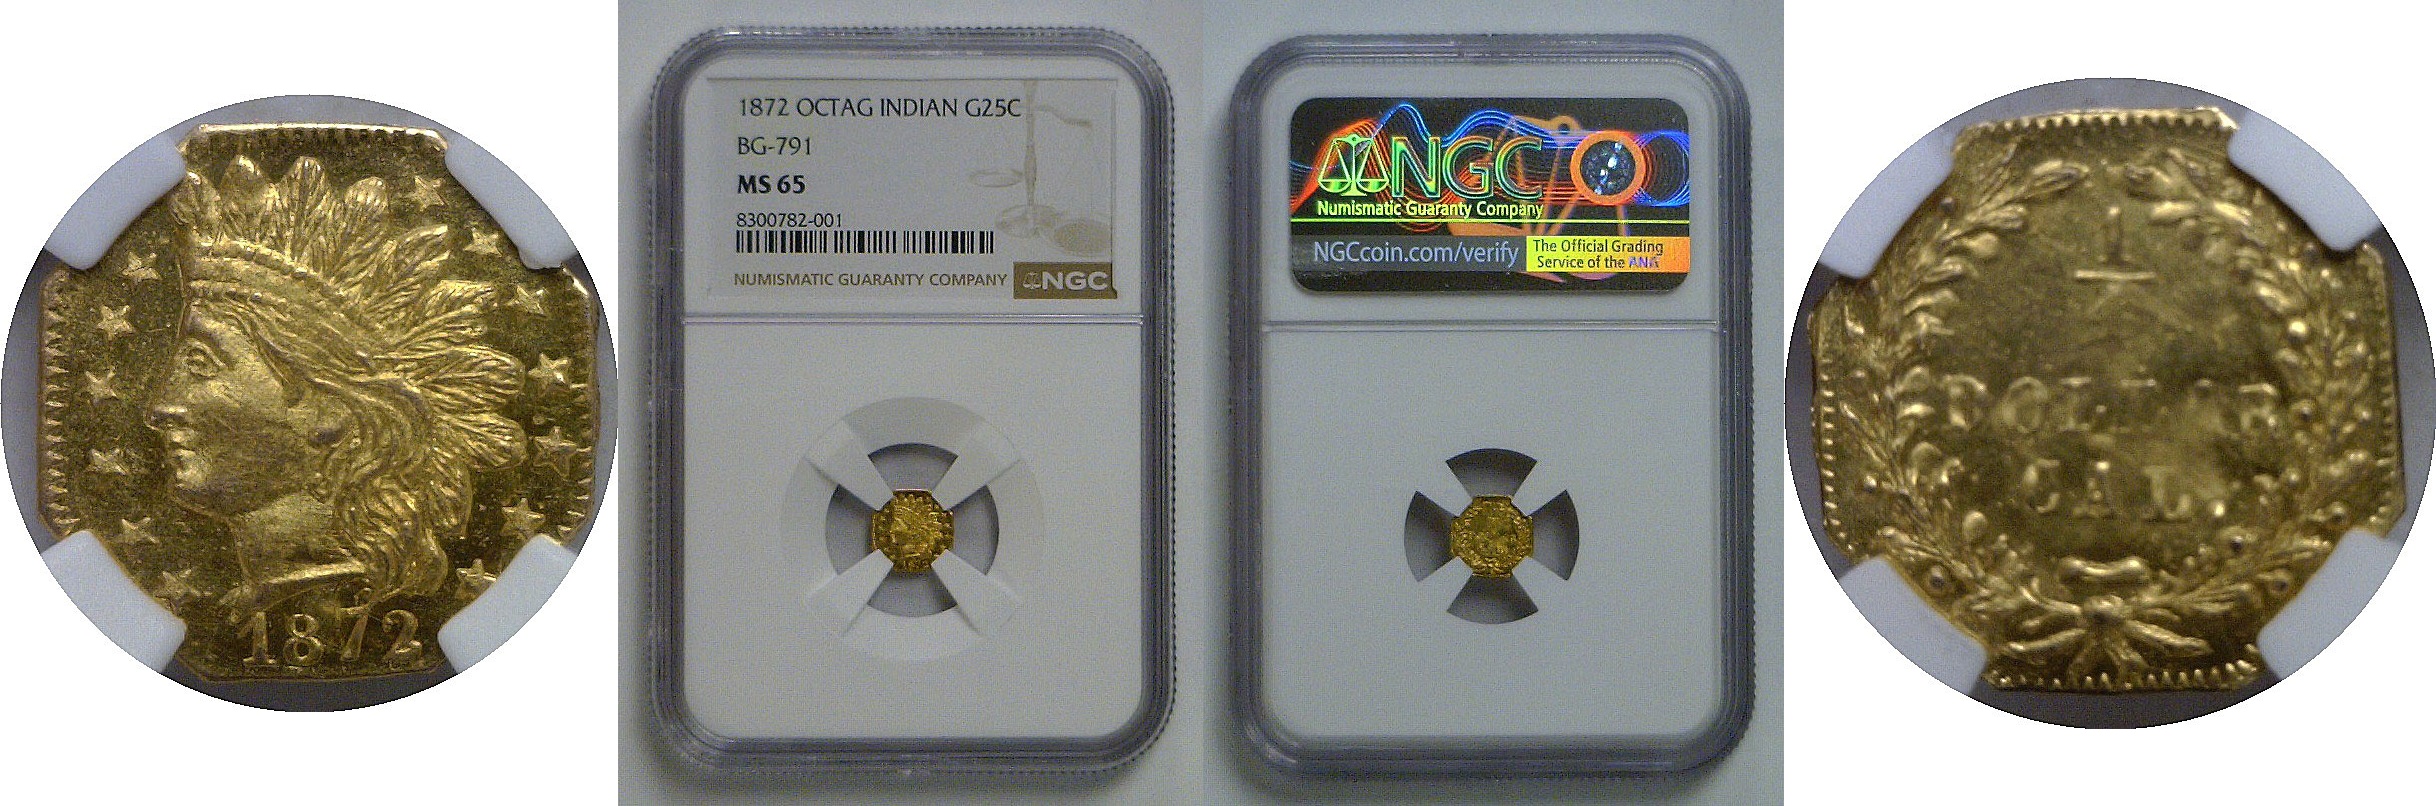 1872
1872 OCTAG INDIAN G25C
BG-791
MS 65
8300782-001
NUMISMATIC GUARANTY COMPANY NGC
NGC
Numismatic Guaranty Company
NGCcoin.com/verify
The Official Grading
Service of the ANA
1
DOLLAR
CAL.